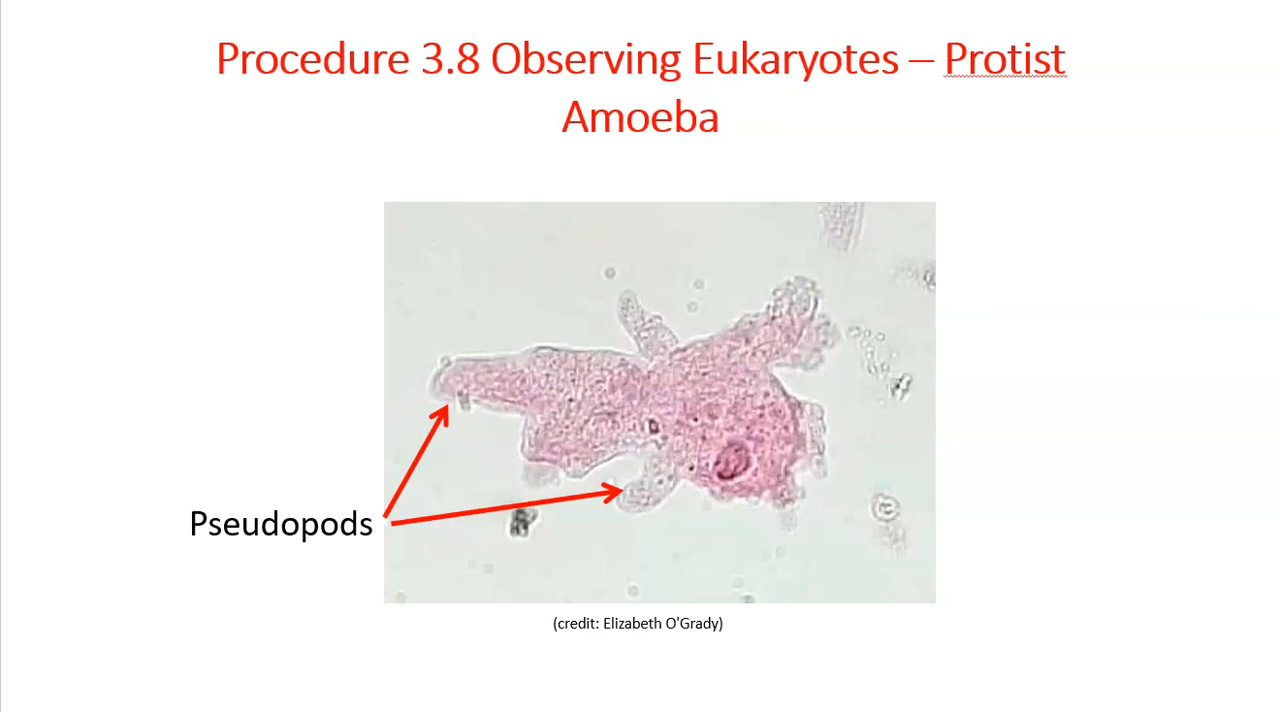 Procedure 3.8 Observing Eukaryotes – Protist
Amoeba
Pseudopods
(credit: Elizabeth O'Grady)